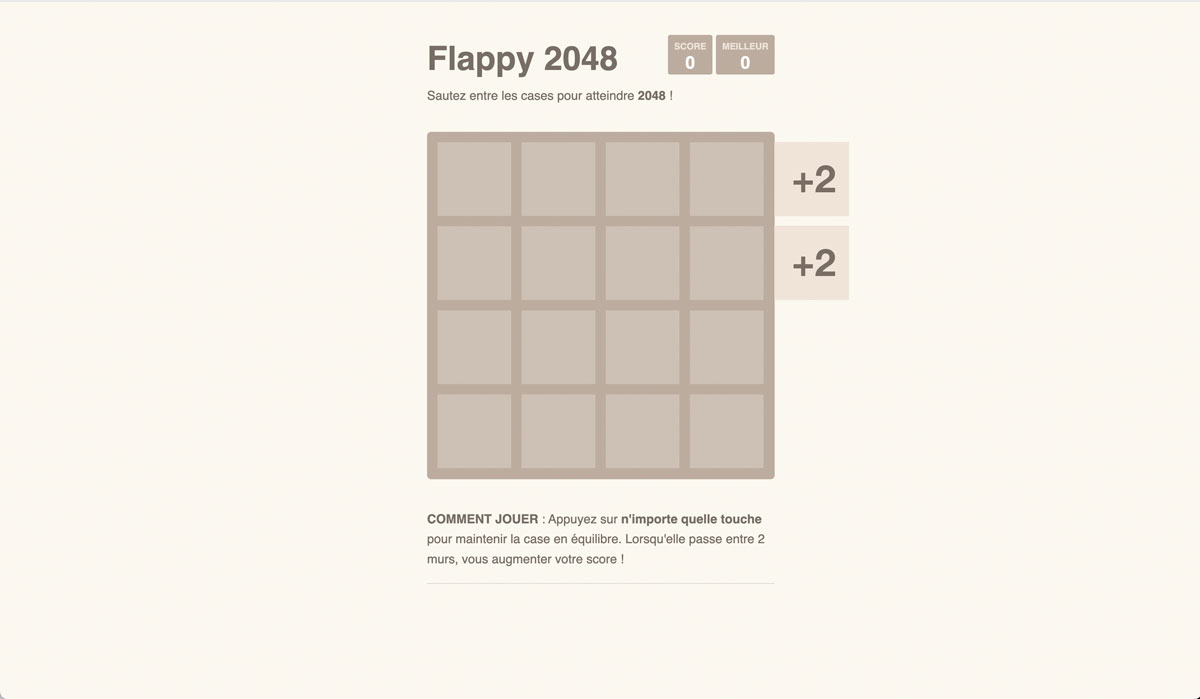 Flappy 2048
SCORE
0
MEILLEUR
0
Sautez entre les cases pour atteindre 2048 !
+2
+2
COMMENT JOUER : Appuyez sur n'importe quelle touche
pour maintenir la case en équilibre. Lorsqu'elle passe entre 2
murs, vous augmenter votre score !